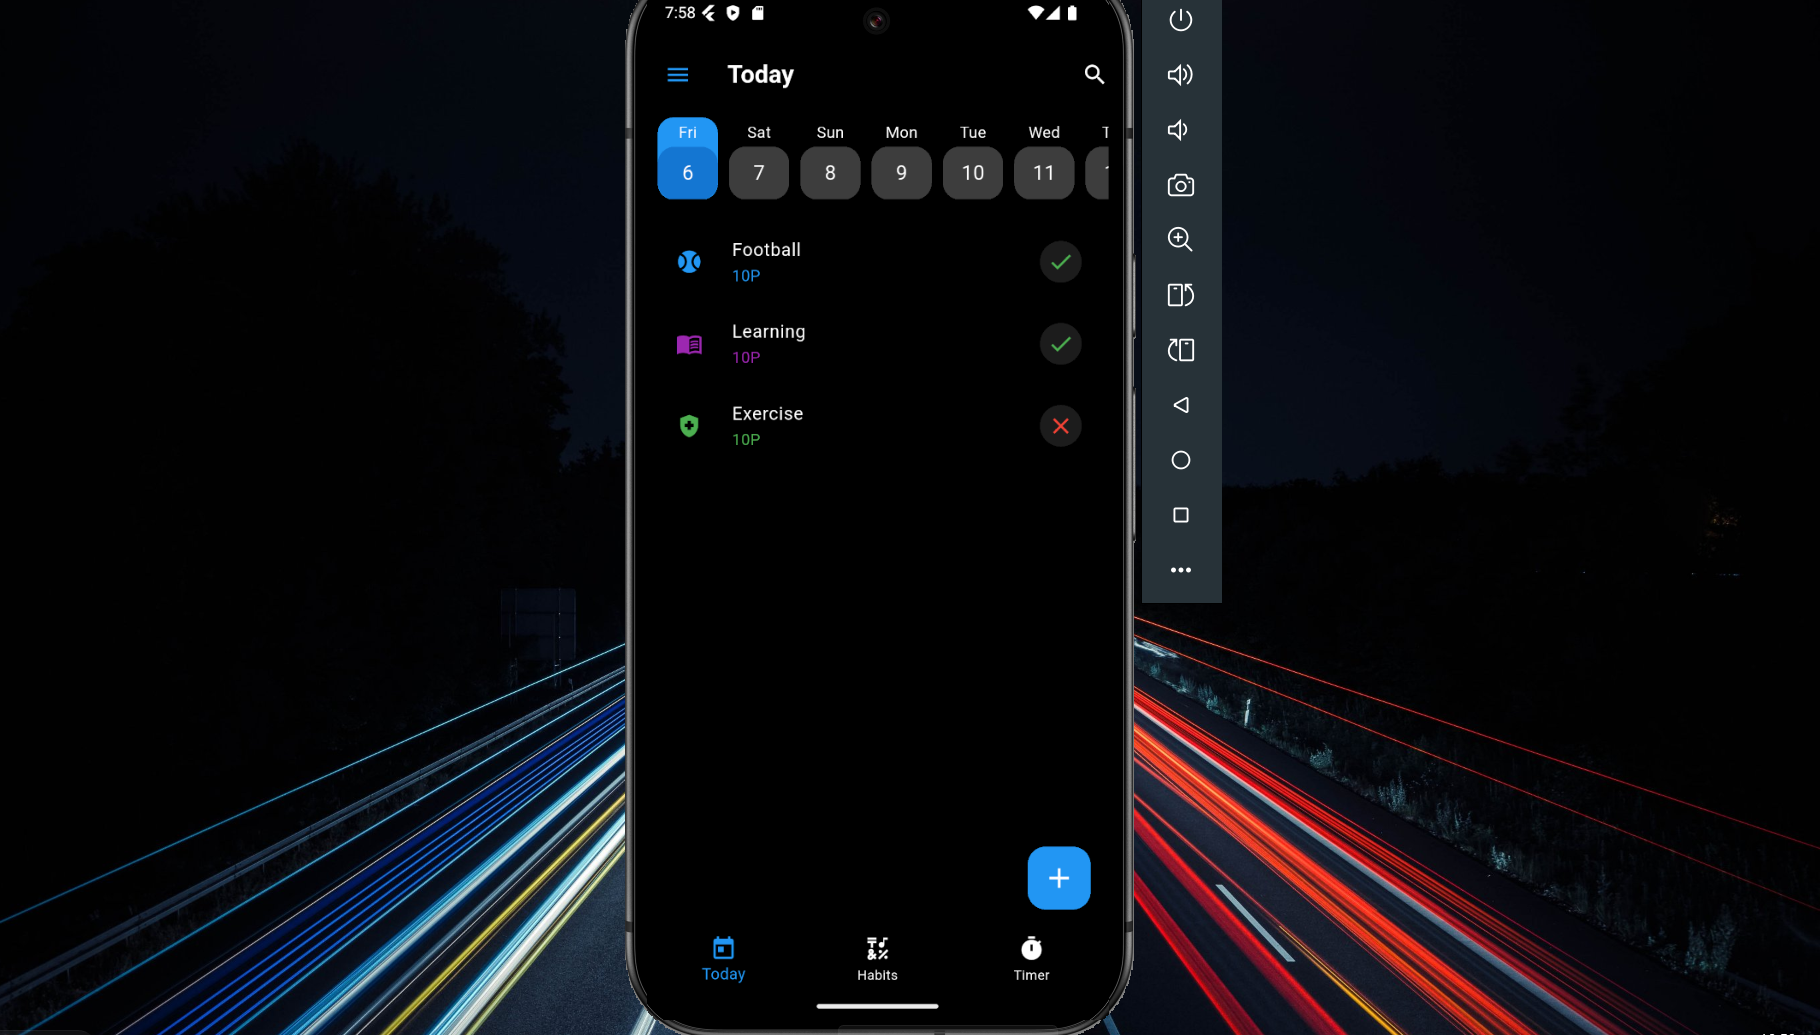 7:58
Today
Fri Sat Sun Mon Tue Wed T
6 7 8 9 10 11
Football
10P
Learning
10P
Exercise
10P
Today Habits Timer